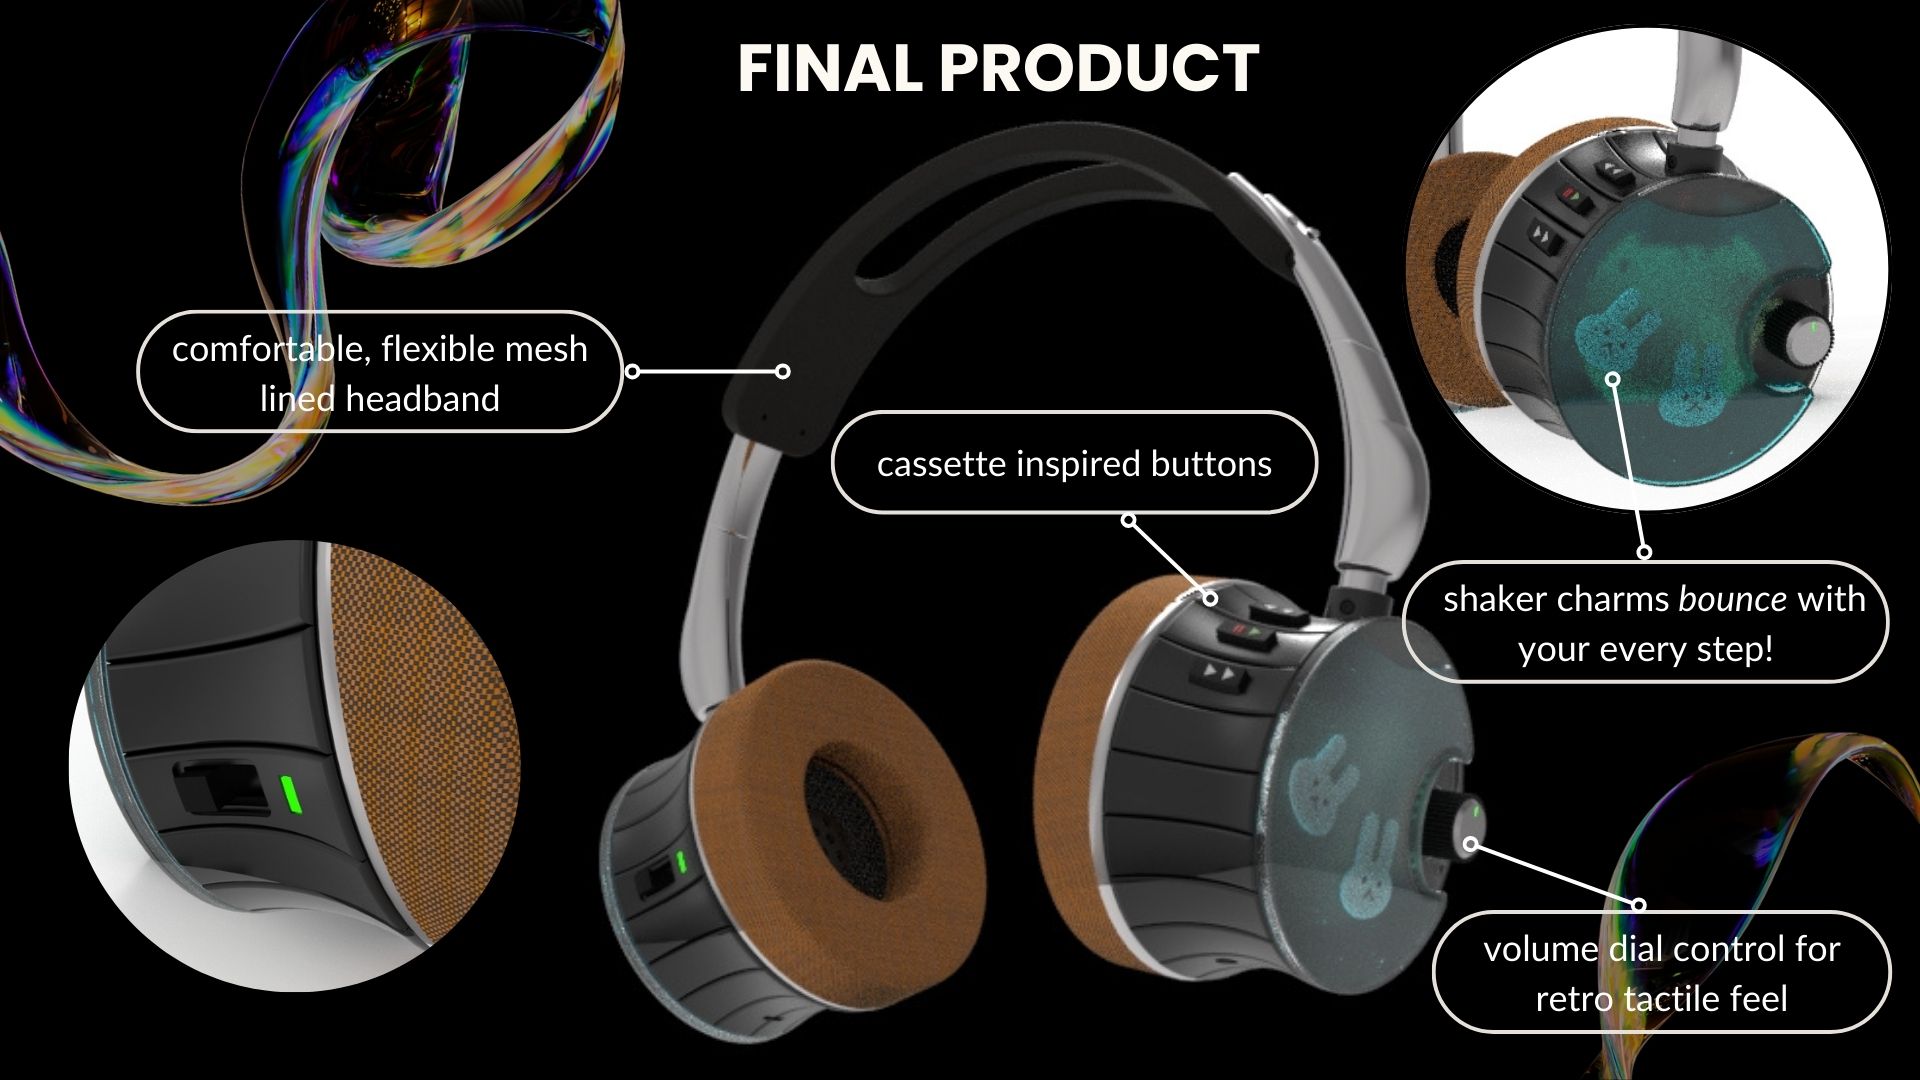 FINAL PRODUCT
comfortable, flexible mesh
lined headband
cassette inspired buttons
shaker charms bounce with
your every step!
volume dial control for
retro tactile feel